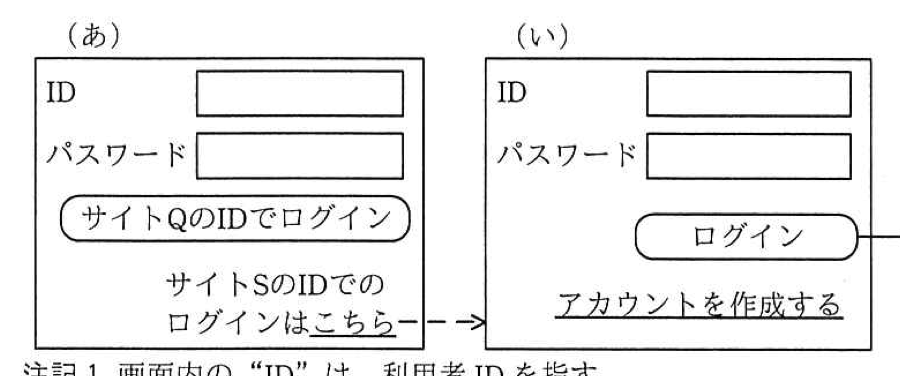 （あ）
ID
パスワード
サイトQのIDでログイン
サイトSのIDでの
ログインはこちら
（い）
ID
パスワード
ログイン
アカウントを作成する
注記1 画面内の“ID”は，利用者IDを指す